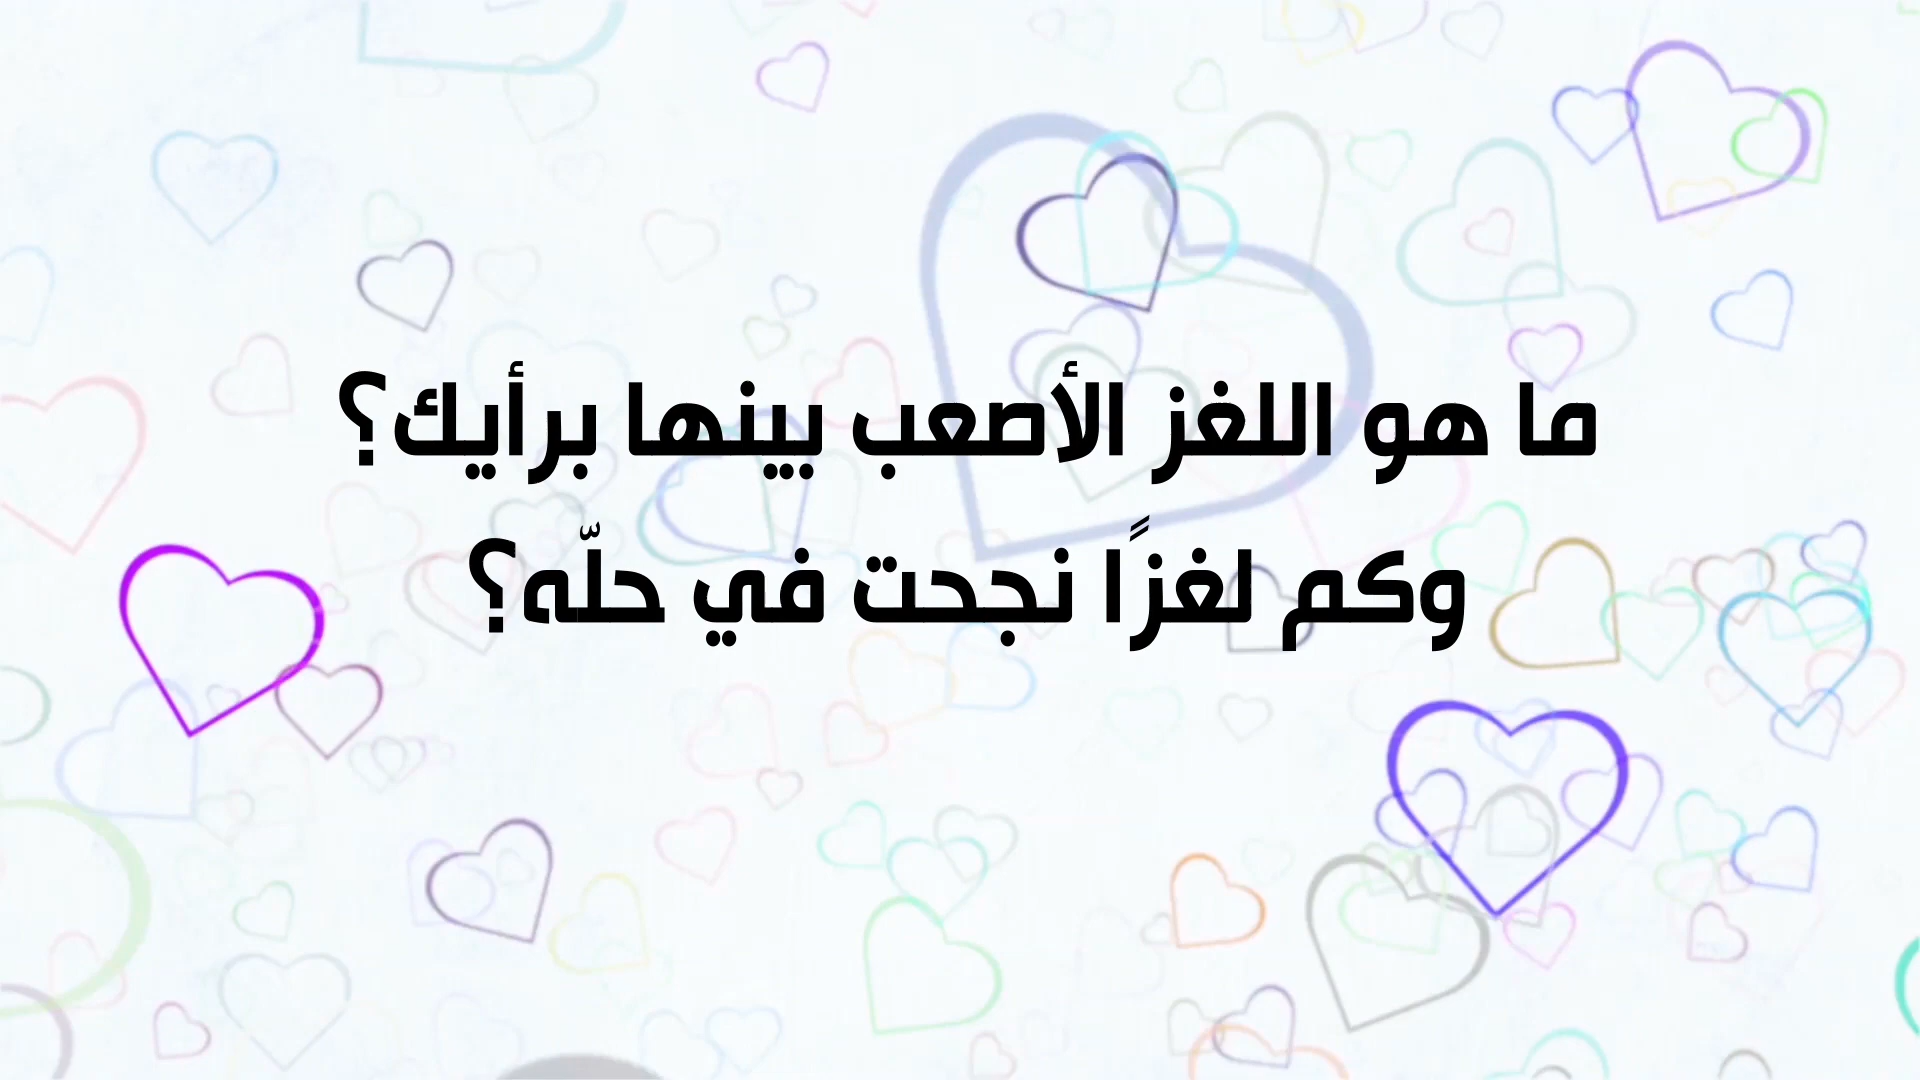 ما هو اللغز الأصعب بينها برأيك؟
وكم لغزًا نجحت في حلّه؟